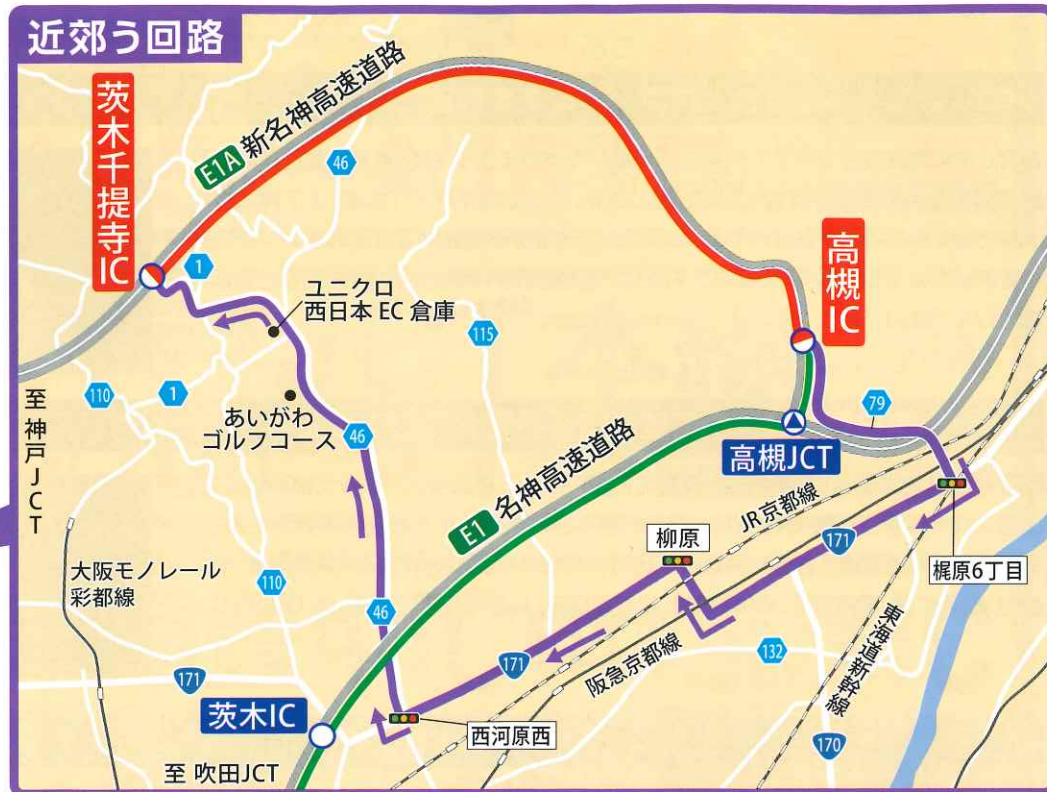 近郊う回路
茨木千提寺IC
E1A 新名神高速道路
46
高槻IC
1
ユニクロ
西日本 EC 倉庫
115
110
1
あいがわ
ゴルフコース
79
至 神戸JCT
46
高槻JCT
E1 名神高速道路
JR京都線
柳原
171
梶原6丁目
大阪モノレール
彩都線
110
46
東海道新幹線
171
阪急京都線
132
171
茨木IC
西河原西
170
至 吹田JCT